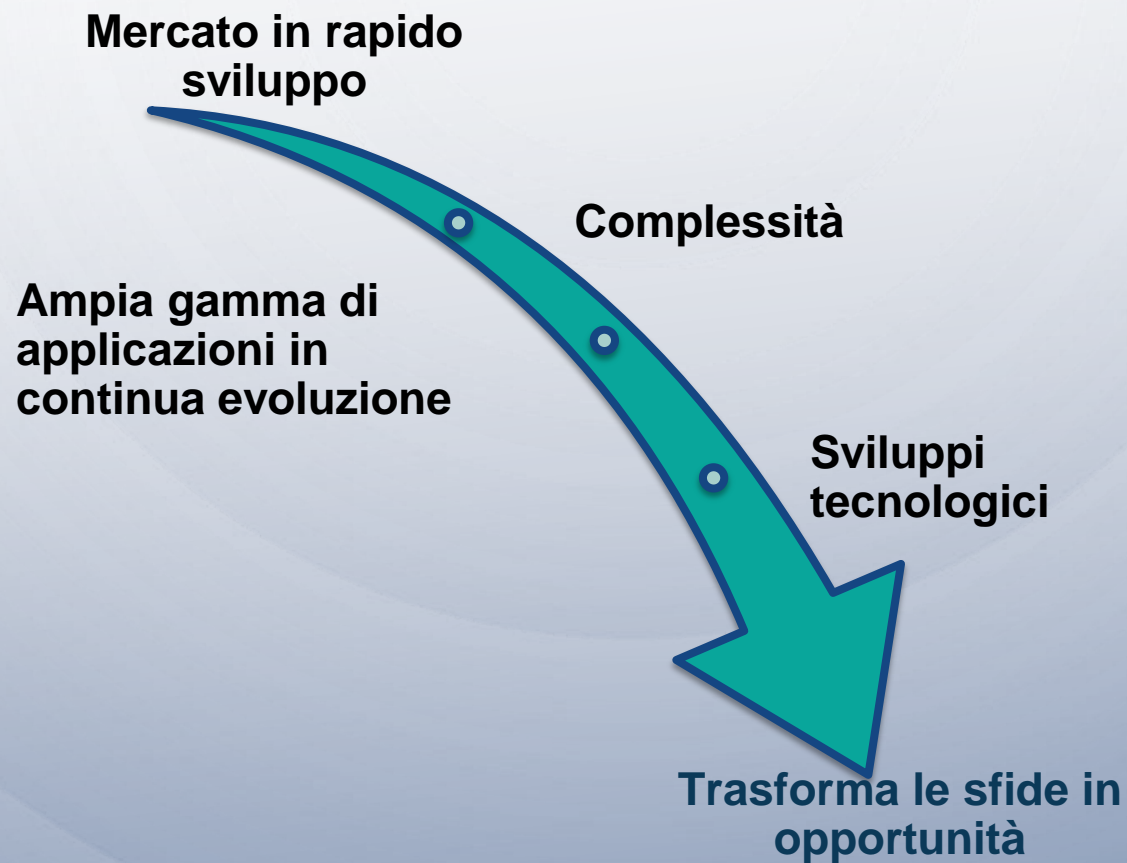 Mercato in rapido
sviluppo
Complessità
Ampia gamma di
applicazioni in
continua evoluzione
Sviluppi
tecnologici
Trasforma le sfide in
opportunità